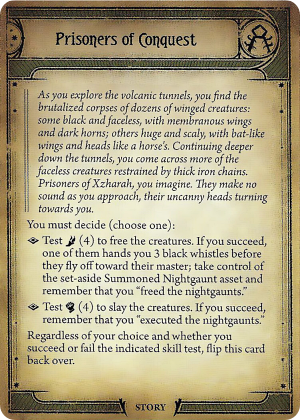 Prisoners of Conquest
As you explore the volcanic tunnels, you find the
brutalized corpses of dozens of winged creatures:
some black and faceless, with membranous wings
and dark horns; others huge and scaly, with bat-like
wings and heads like a horse's. Continuing deeper
down the tunnels, you come across more of the
faceless creatures restrained by thick iron chains.
Prisoners of Xzharah, you imagine. They make no
sound as you approach, their uncanny heads turning
towards you.
You must decide (choose one):
Test (4) to free the creatures. If you succeed,
one of them hands you 3 black whistles before
they fly off toward their master; take control of
the set-aside Summoned Nightgaunt asset and
remember that you "freed the nightgaunts."
Test (4) to slay the creatures. If you succeed,
remember that you "executed the nightgaunts."
Regardless of your choice and whether you
succeed or fail the indicated skill test, flip this card
back over.
STORY